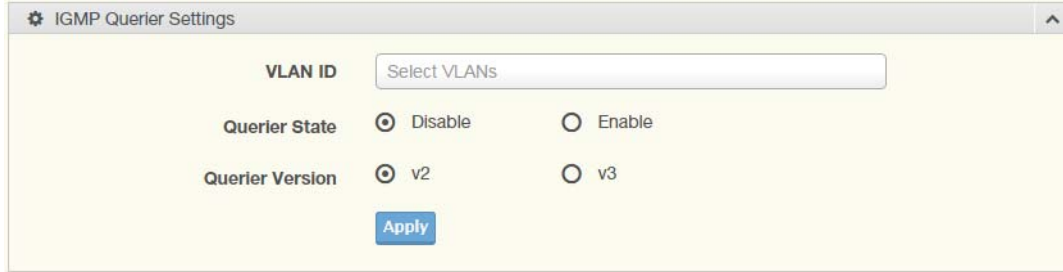 IGMP Querier Settings
VLAN ID Select VLANs
Querier State Disable Enable
Querier Version v2 v3
Apply